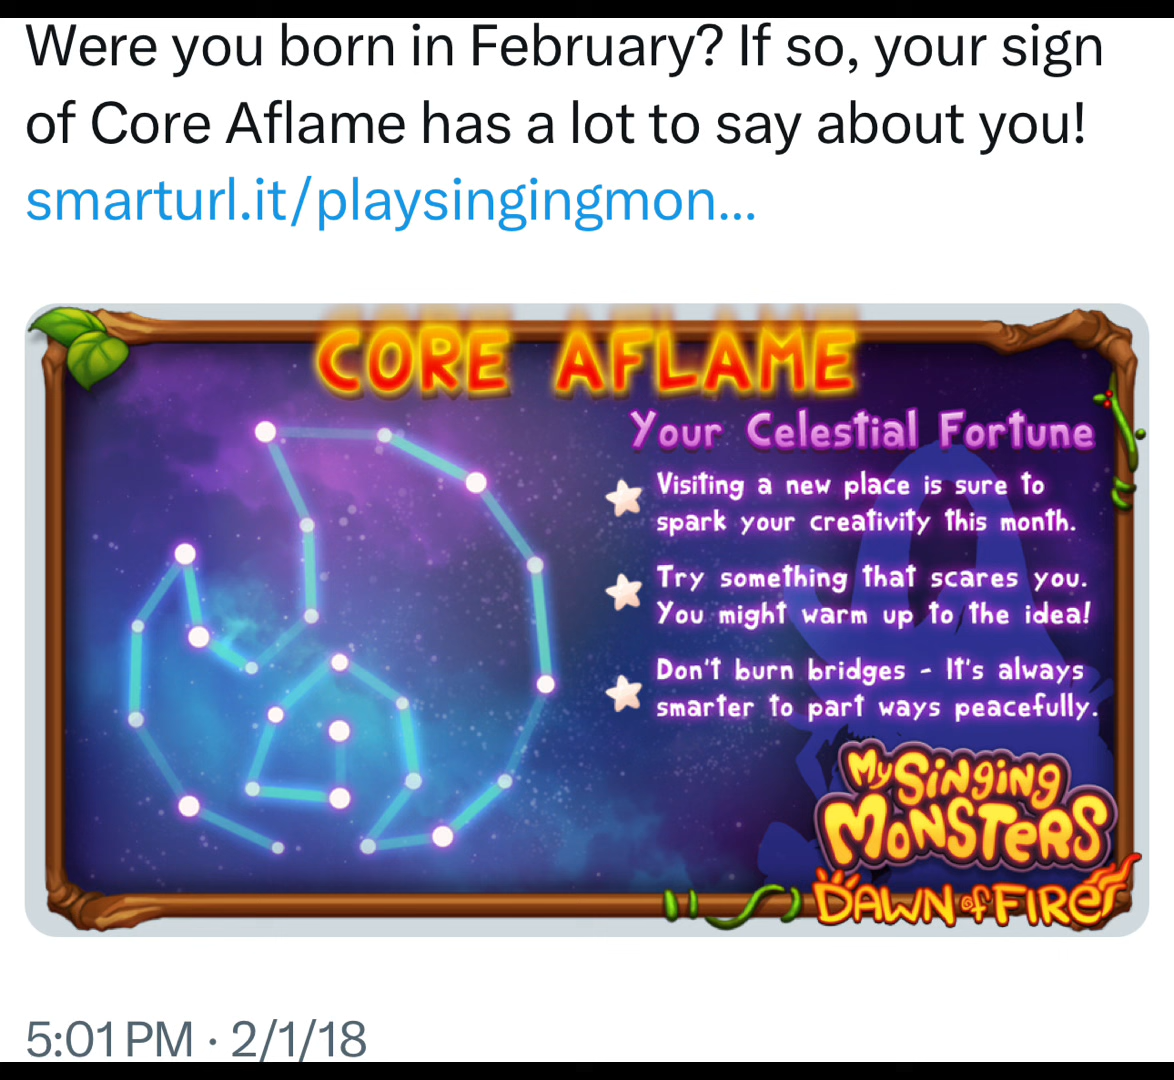 Were you born in February? If so, your sign
of Core Aflame has a lot to say about you!
smarturl.it/playsingingmon...
CORE AFLAME
Your Celestial Fortune
Visiting a new place is sure to
spark your creativity this month.
Try something that scares you.
You might warm up to the idea!
Don't burn bridges - It's always
smarter to part ways peacefully.
My Singing
Monsters
DAWN of FIRE
5:01 PM · 2/1/18